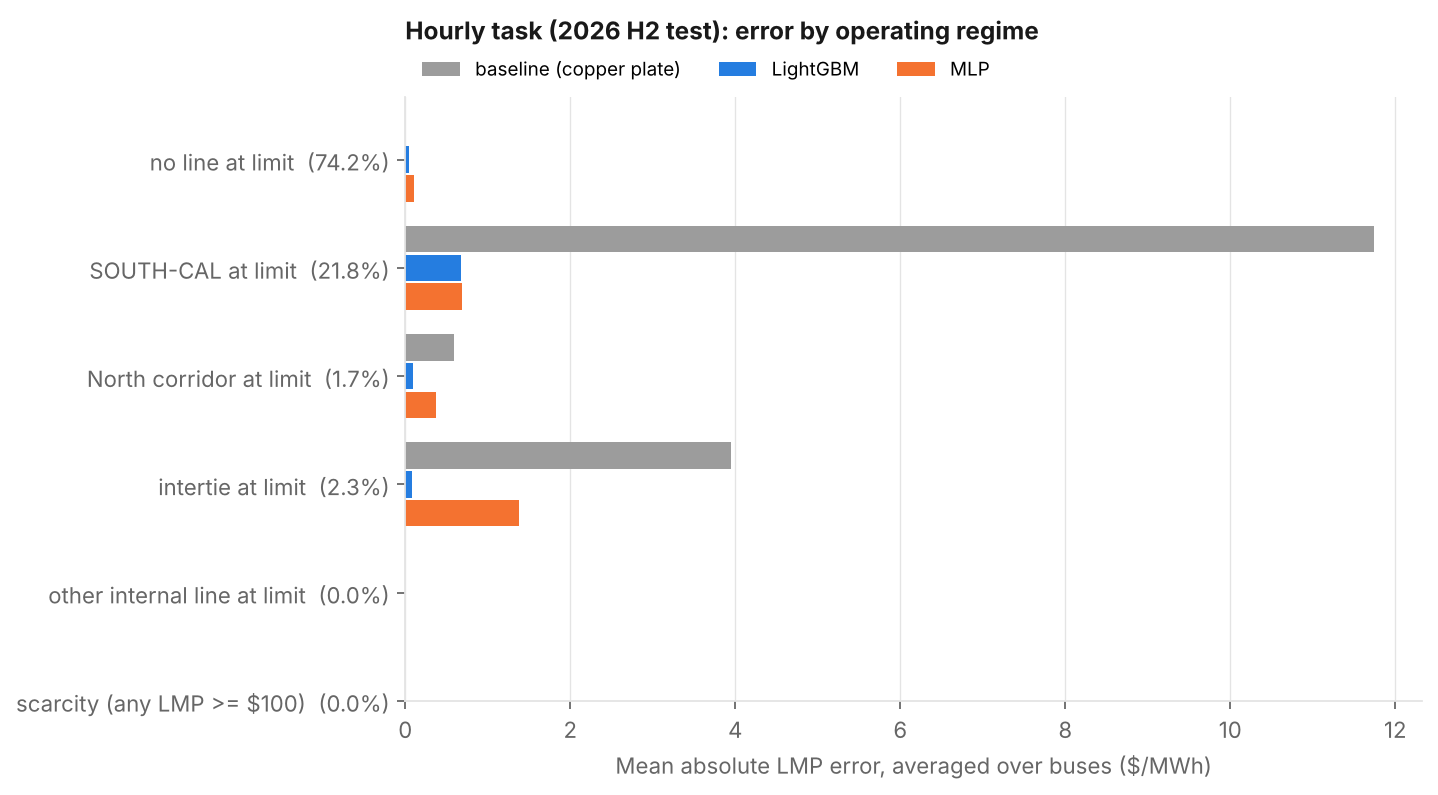 Hourly task (2026 H2 test): error by operating regime
baseline (copper plate) LightGBM MLP
no line at limit (74.2%)
SOUTH-CAL at limit (21.8%)
North corridor at limit (1.7%)
intertie at limit (2.3%)
other internal line at limit (0.0%)
scarcity (any LMP >= $100) (0.0%)
0 2 4 6 8 10 12
Mean absolute LMP error, averaged over buses ($/MWh)